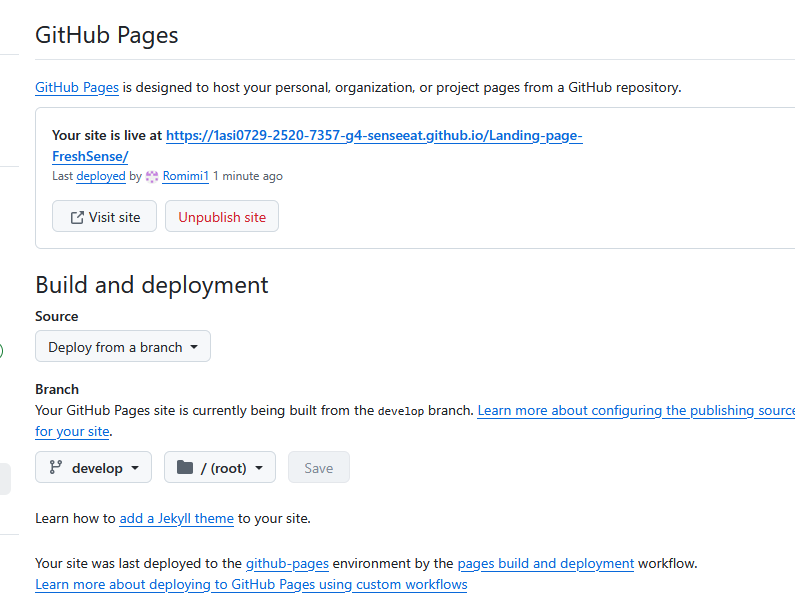 GitHub Pages
GitHub Pages is designed to host your personal, organization, or project pages from a GitHub repository.
Your site is live at https://1asi0729-2520-7357-g4-senseeat.github.io/Landing-page-
FreshSense/
Last deployed by Romimi1 1 minute ago
Visit site Unpublish site
Build and deployment
Source
Deploy from a branch
Branch
Your GitHub Pages site is currently being built from the develop branch. Learn more about configuring the publishing source
for your site.
develop / (root) Save
Learn how to add a Jekyll theme to your site.
Your site was last deployed to the github-pages environment by the pages build and deployment workflow.
Learn more about deploying to GitHub Pages using custom workflows